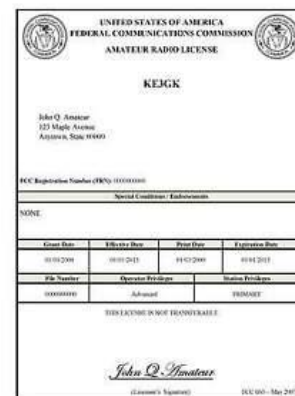 UNITED STATES OF AMERICA
FEDERAL COMMUNICATIONS COMMISSION
AMATEUR RADIO LICENSE
KE3GK
John Q. Amateur
123 Maple Avenue
Anytown, State 00000
FCC Registration Number (FRN): 0000000000
Special Conditions / Endorsements
NONE
Grant Date Effective Date Print Date Expiration Date
File Number Operator Privileges Station Privileges
0000000000 Advanced PRIMARY
THIS LICENSE IS NOT TRANSFERABLE
John Q Amateur
(Licensee's Signature)